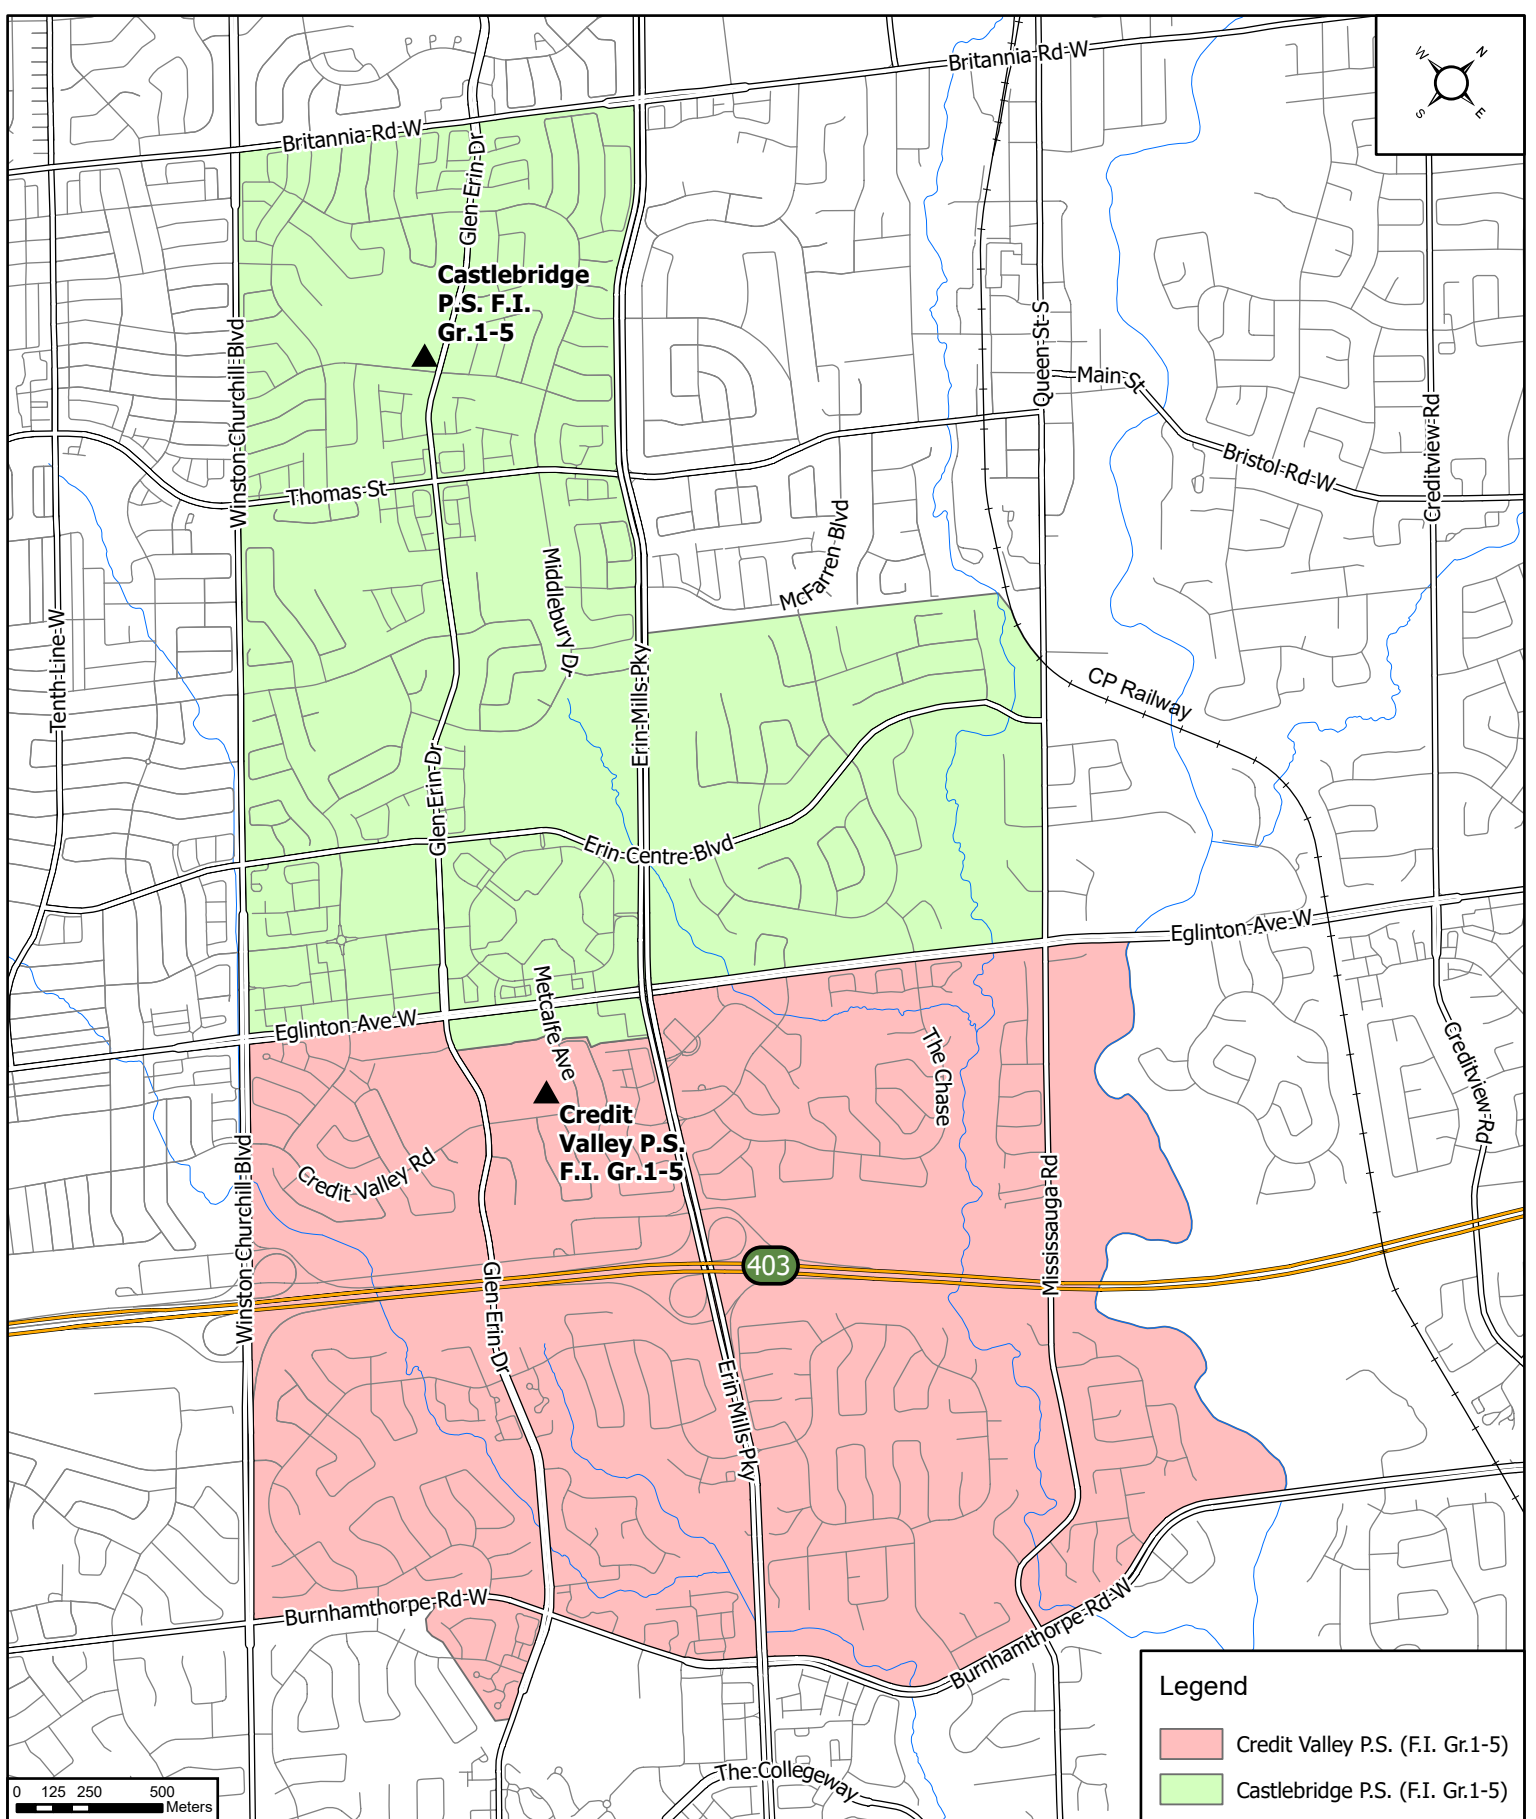 Britannia Rd W
W
N
S
E
Britannia Rd W
Glen Erin Dr
Castlebridge
P.S. F.I.
Gr.1-5
Winston Churchill Blvd
Queen St S
Main St
Creditview Rd
Bristol Rd W
Thomas St
McFarren Blvd
Middlebury Dr
Tenth Line W
Erin Mills Pky
CP Railway
Glen Erin Dr
Erin Centre Blvd
Eglinton Ave W
Metcalfe Ave
Eglinton Ave W
The Chase
Creditview Rd
Credit
Valley P.S.
F.I. Gr.1-5
Credit Valley Rd
Winston Churchill Blvd
Mississauga Rd
403
Glen Erin Dr
Erin Mills Pky
Burnhamthorpe Rd W
Burnhamthorpe Rd W
The Collegeway
Legend
Credit Valley P.S. (F.I. Gr.1-5)
Castlebridge P.S. (F.I. Gr.1-5)
0 125 250 500
Meters